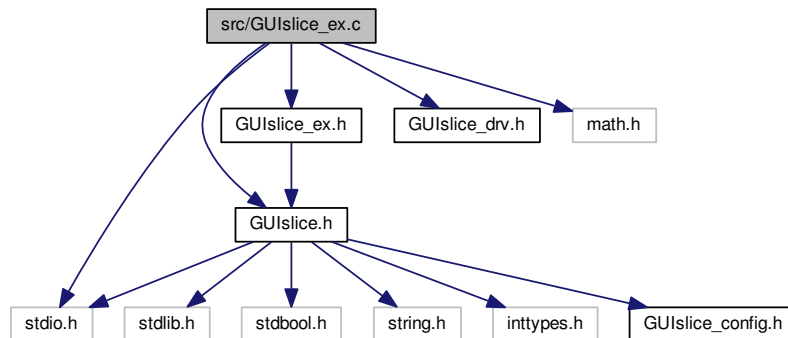 src/GUIslice_ex.c
GUIslice_ex.h
GUIslice_drv.h
math.h
GUIslice.h
stdio.h
stdlib.h
stdbool.h
string.h
inttypes.h
GUIslice_config.h